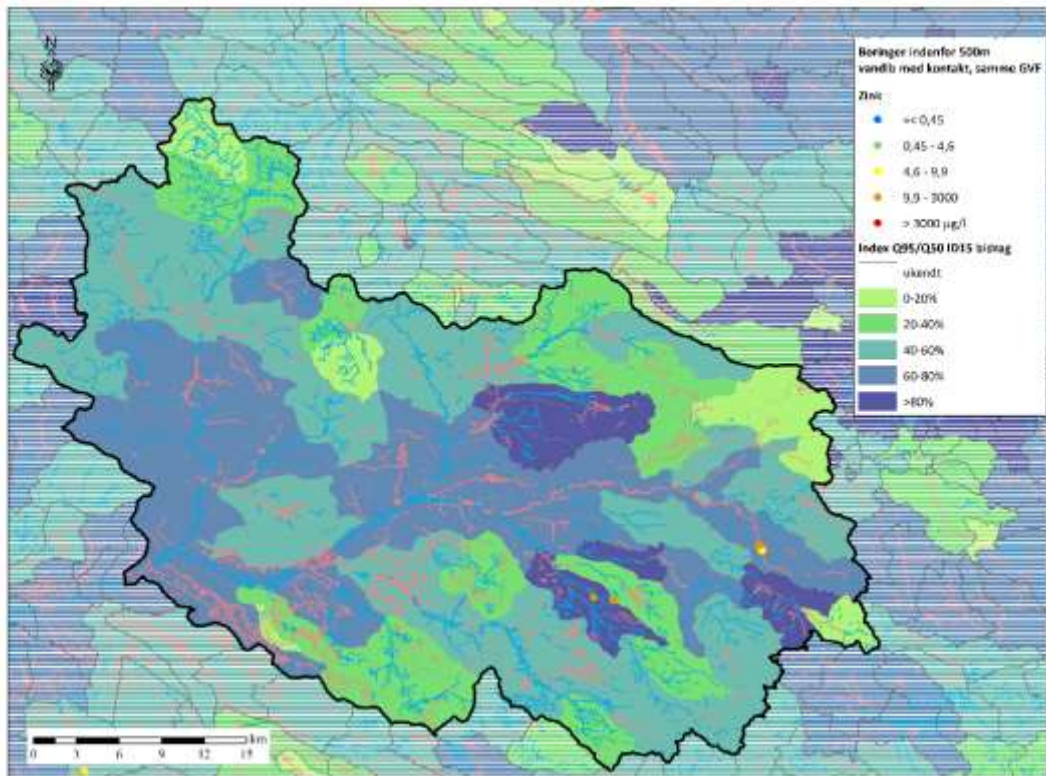 N
Boringer indenfor 500m
vandlb med kontakt, samme GVF
Zink
=< 0,45
0,45 - 4,6
4,6 - 9,9
9,9 - 3000
> 3000 µg/l
Index Q95/Q50 ID15 bidrag
ukendt
0-20%
20-40%
40-60%
60-80%
>80%
km
0 3 6 9 12 15